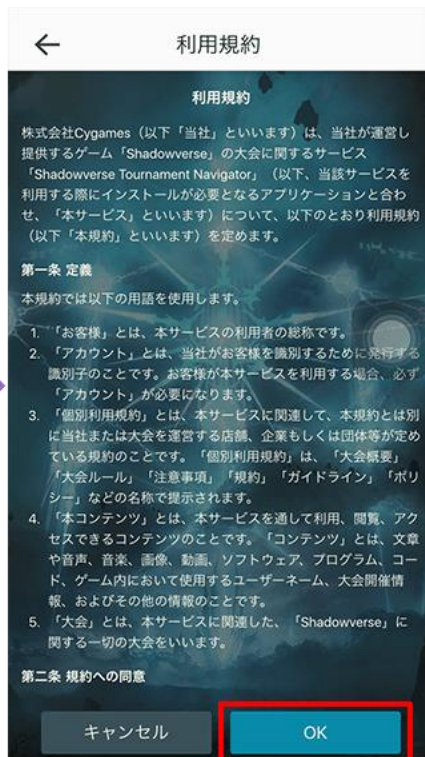 利用規約
利用規約
株式会社Cygames（以下「当社」といいます）は、当社が運営し
提供するゲーム「Shadowverse」の大会に関するサービス
「Shadowverse Tournament Navigator」（以下、当該サービスを
利用する際にインストールが必要となるアプリケーションと合わ
せ、「本サービス」といいます）について、以下のとおり利用規約
（以下「本規約」といいます）を定めます。
第一条 定義
本規約では以下の用語を使用します。
1. 「お客様」とは、本サービスの利用者の総称です。
2. 「アカウント」とは、当社がお客様を識別するために発行する
識別子のことです。お客様が本サービスを利用する場合、必ず
「アカウント」が必要になります。
3. 「個別利用規約」とは、本サービスに関連して、本規約とは別
に当社または大会を運営する店舗、企業もしくは団体等が定め
ている規約のことです。「個別利用規約」は、「大会概要」
「大会ルール」「注意事項」「規約」「ガイドライン」「ポリ
シー」などの名称で提示されます。
4. 「本コンテンツ」とは、本サービスを通して利用、閲覧、アク
セスできるコンテンツのことです。「コンテンツ」とは、文章
や音声、音楽、画像、動画、ソフトウェア、プログラム、コー
ド、ゲーム内において使用するユーザーネーム、大会開催情
報、およびその他の情報のことです。
5. 「大会」とは、本サービスに関連した、「Shadowverse」に
関する一切の大会をいいます。
第二条 規約への同意
キャンセル
OK